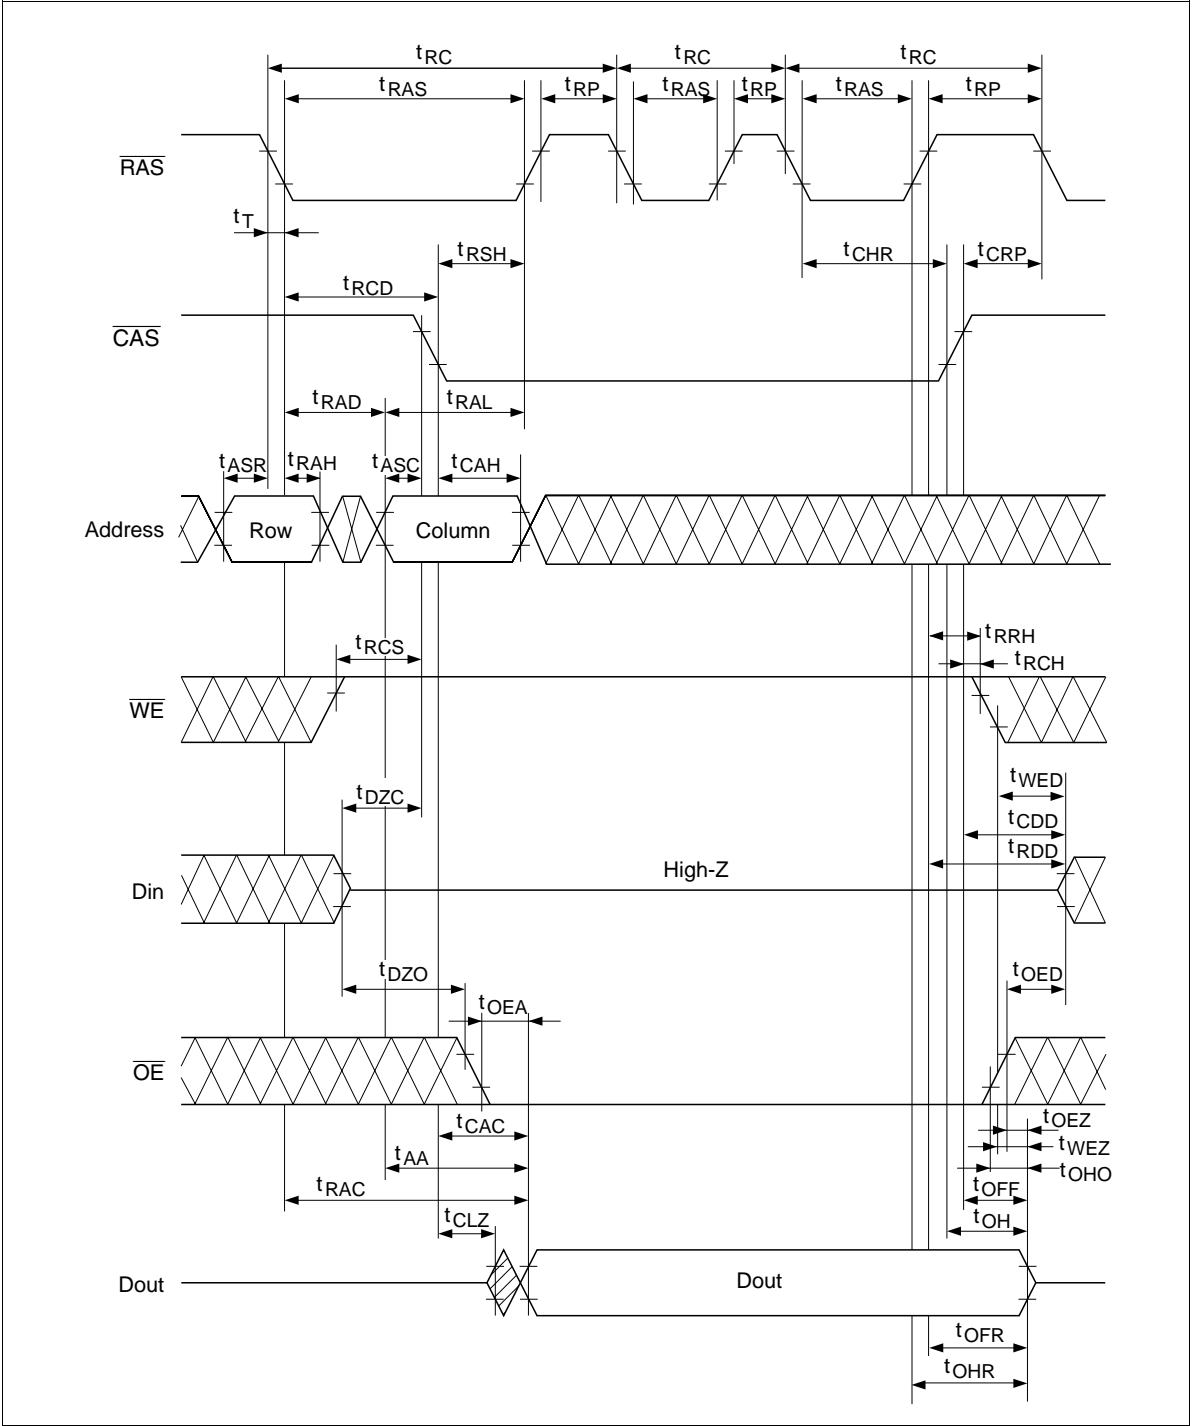 tRC tRC tRC
tRAS tRP tRAS tRP tRAS tRP
RAS
tT
tRSH tCHR tCRP
tRCD
CAS
tRAD tRAL
tASR tRAH tASC tCAH
Address Row Column
tRRH
tRCS
tRCH
WE
tWED
tDZC
tCDD
tRDD
High-Z
Din
tDZO tOED
tOEA
OE
tOEZ
tCAC
tWEZ
tAA
tOHO
tRAC tOFF
tCLZ tOH
Dout Dout
tOFR
tOHR